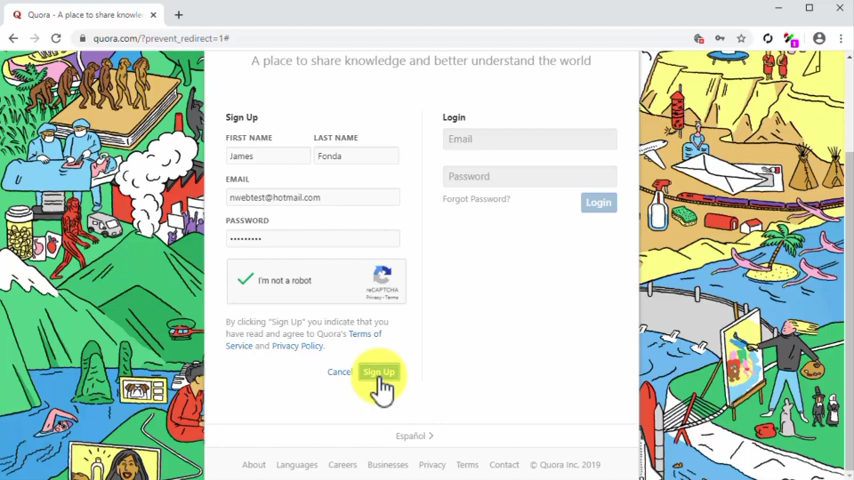 Quora - A place to share knowle
quora.com/?prevent_redirect=1#
A place to share knowledge and better understand the world
Sign Up
FIRST NAME
LAST NAME
James
Fonda
EMAIL
nwebtest@hotmail.com
PASSWORD
•••••••••
I'm not a robot
reCAPTCHA
Privacy - Terms
By clicking "Sign Up" you indicate that you
have read and agree to Quora's Terms of
Service and Privacy Policy.
Cancel
Sign Up
Login
Email
Password
Forgot Password?
Login
Español
About
Languages
Careers
Businesses
Privacy
Terms
Contact
© Quora Inc. 2019